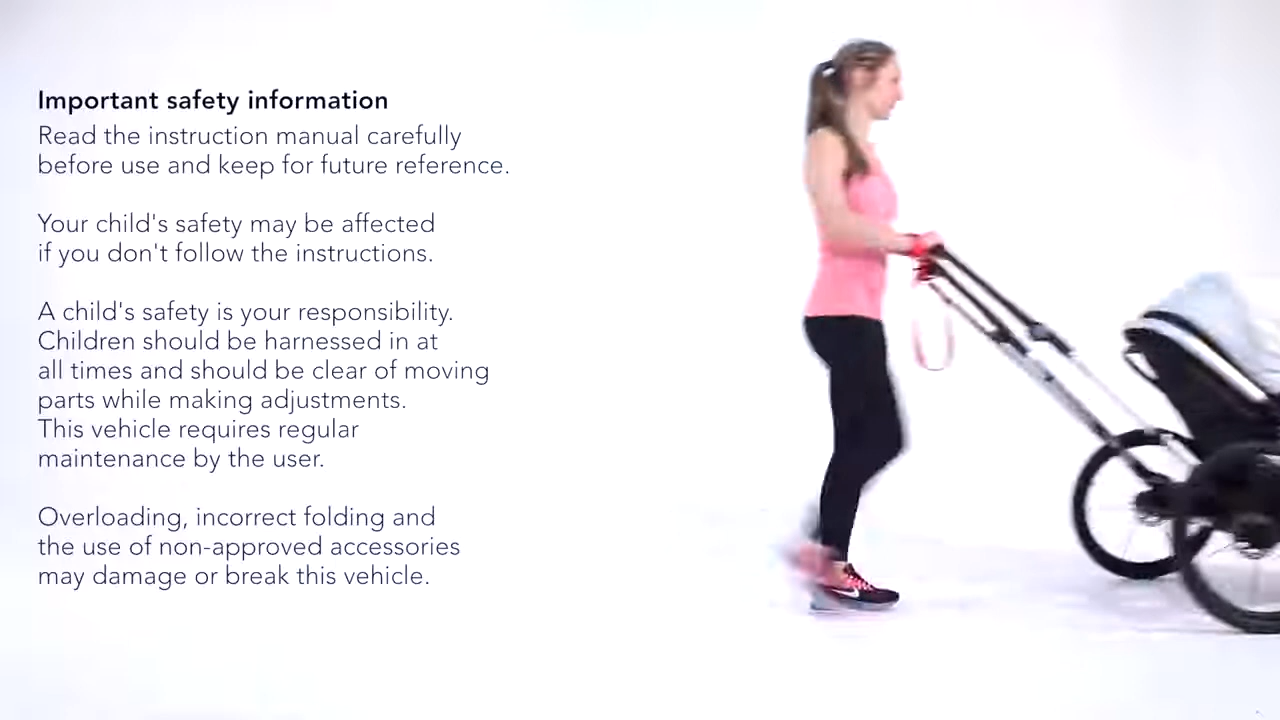 Important safety information
Read the instruction manual carefully
before use and keep for future reference.
Your child's safety may be affected
if you don't follow the instructions.
A child's safety is your responsibility.
Children should be harnessed in at
all times and should be clear of moving
parts while making adjustments.
This vehicle requires regular
maintenance by the user.
Overloading, incorrect folding and
the use of non-approved accessories
may damage or break this vehicle.